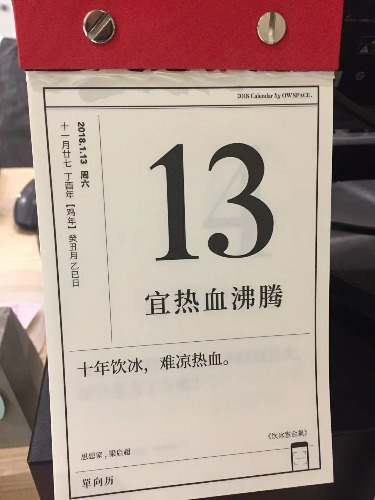 2018 Calendar by OWSPACE.
2018.1.13 周六
十一月廿七 丁酉年【鸡年】癸丑月 乙巳日
13
宜热血沸腾
十年饮冰，难凉热血。
《饮冰室合集》
思想家，梁启超
單向历